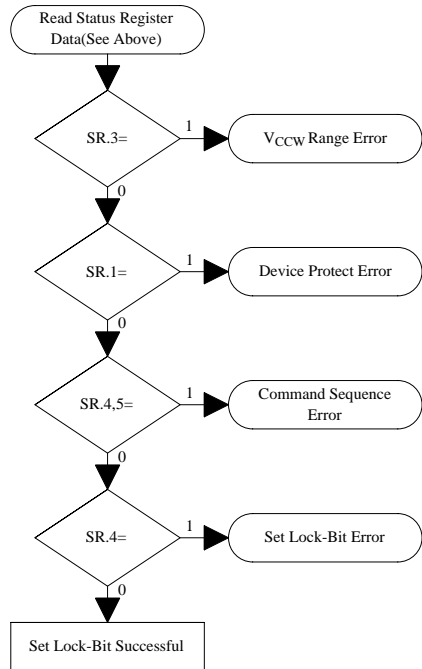 Read Status Register
Data(See Above)
1
SR.3=
VCCW Range Error
0
1
SR.1=
Device Protect Error
0
1
SR.4,5=
Command Sequence
Error
0
1
SR.4=
Set Lock-Bit Error
0
Set Lock-Bit Successful